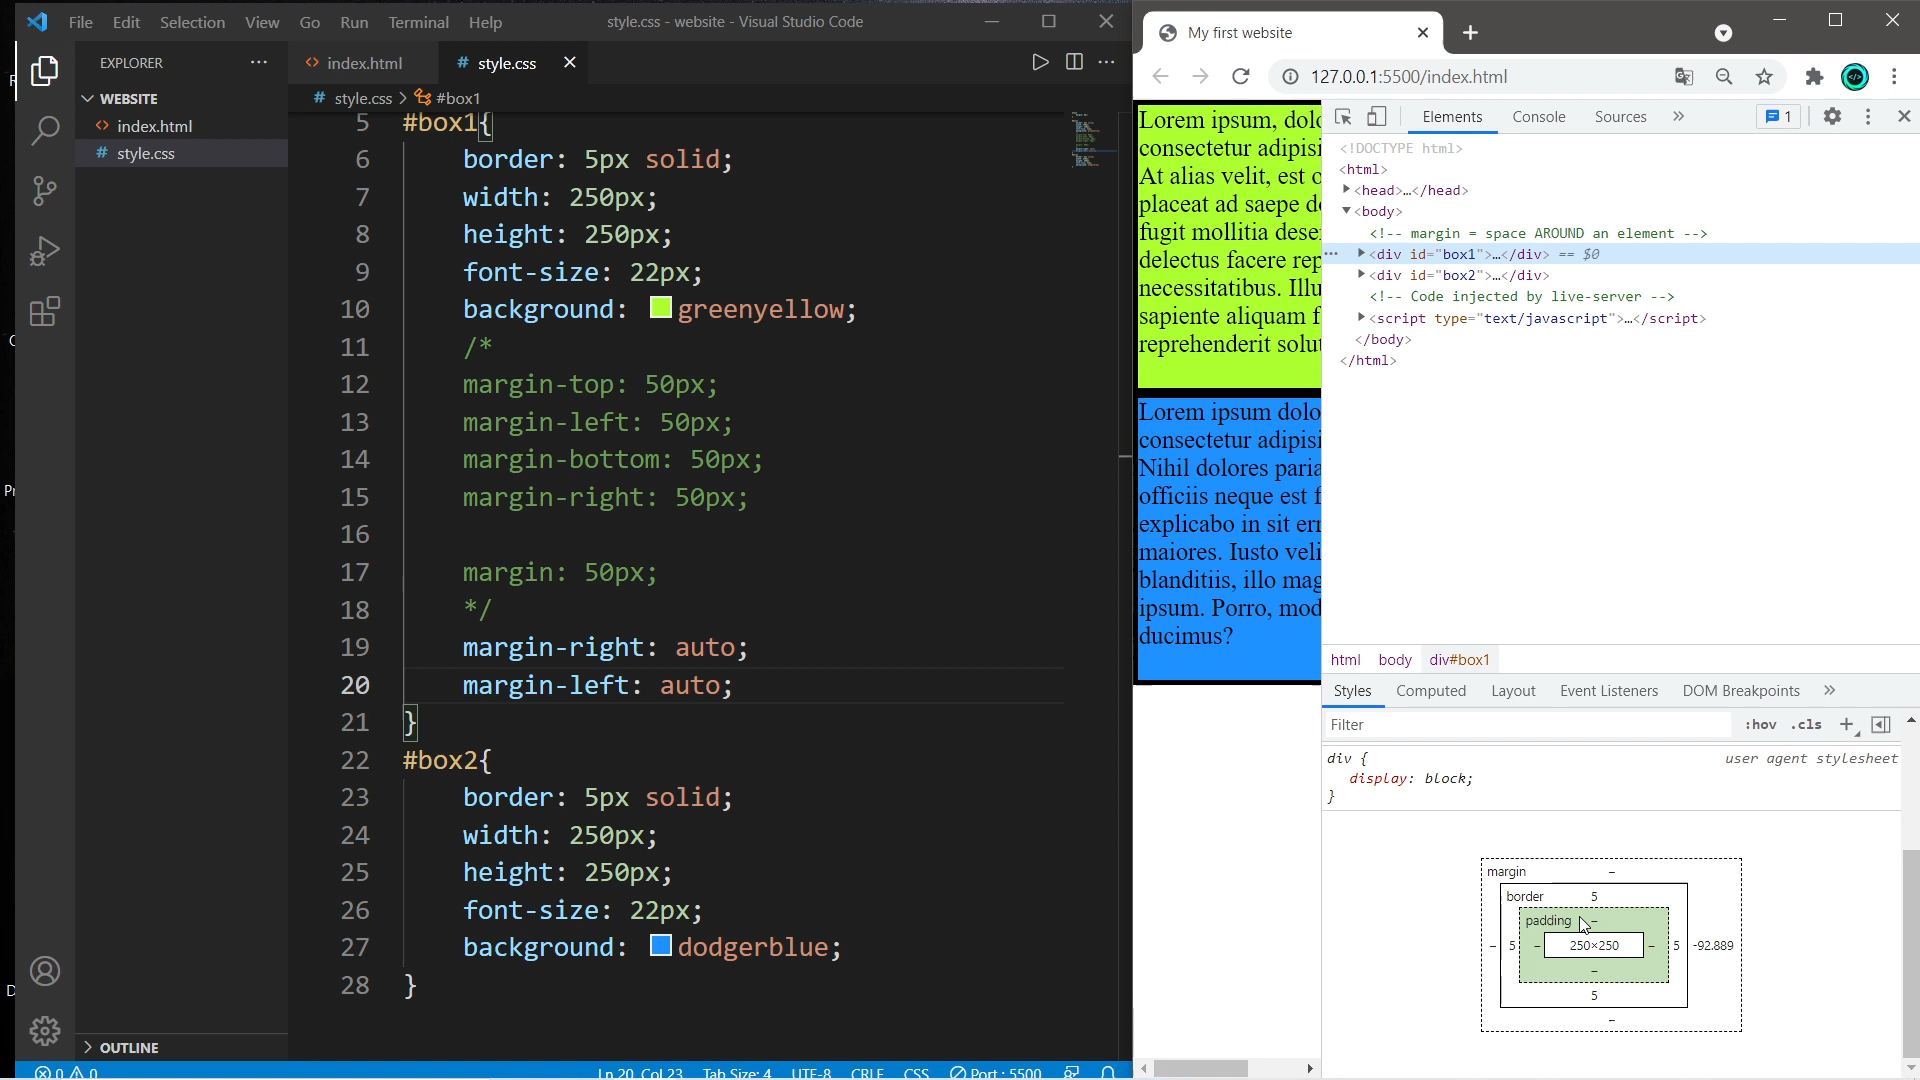 File Edit Selection View Go Run Terminal Help
style.css - website - Visual Studio Code
EXPLORER
WEBSITE
index.html
style.css
OUTLINE
index.html
style.css
style.css > #box1
5 #box1{
6 border: 5px solid;
7 width: 250px;
8 height: 250px;
9 font-size: 22px;
10 background: greenyellow;
11 /*
12 margin-top: 50px;
13 margin-left: 50px;
14 margin-bottom: 50px;
15 margin-right: 50px;
16
17 margin: 50px;
18 */
19 margin-right: auto;
20 margin-left: auto;
21 }
22 #box2{
23 border: 5px solid;
24 width: 250px;
25 height: 250px;
26 font-size: 22px;
27 background: dodgerblue;
28 }
0 0
Ln 20, Col 23 Tab Size: 4 UTF-8 CRLF CSS Port : 5500
My first website
127.0.0.1:5500/index.html
Lorem ipsum, dolo
consectetur adipisi
At alias velit, est
placeat ad saepe d
fugit mollitia dese
delectus facere rep
necessitatibus. Illu
sapiente aliquam f
reprehenderit solut
Lorem ipsum dolo
consectetur adipisi
Nihil dolores paria
officiis neque est f
explicabo in sit err
maiores. Iusto veli
blanditiis, illo mag
ipsum. Porro, mod
ducimus?
Elements Console Sources » 1
<!DOCTYPE html>
<html>
<head>…</head>
<body>
<!-- margin = space AROUND an element -->
<div id="box1">…</div> == $0
<div id="box2">…</div>
<!-- Code injected by live-server -->
<script type="text/javascript">…</script>
</body>
</html>
html body div#box1
Styles Computed Layout Event Listeners DOM Breakpoints »
Filter :hov .cls +
div { user agent stylesheet
display: block;
}
margin –
border 5
padding –
– 5 – 250×250 – 5 -92.889
–
5
–